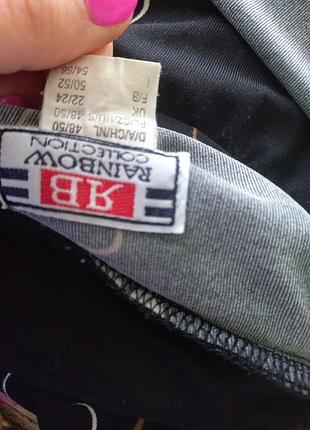 D/A/CH/NL 48/50
UK 22/24
F/B 50/52
I 54/56
RB
RAINBOW
COLLECTION